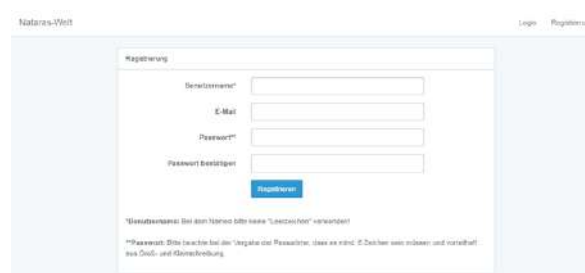 Natares-Welt
Login Registrieren
Registrierung
Benutzername*
E-Mail
Passwort**
Passwort bestätigen
Registrieren
*Benutzername: Bei dem Namen bitte keine "Leerzeichen" verwenden!
**Passwort: Bitte beachte bei der Vergabe des Passwortes, dass es mind. 6 Zeichen sein müssen und vorteilhaft
aus Groß- und Kleinschreibung.